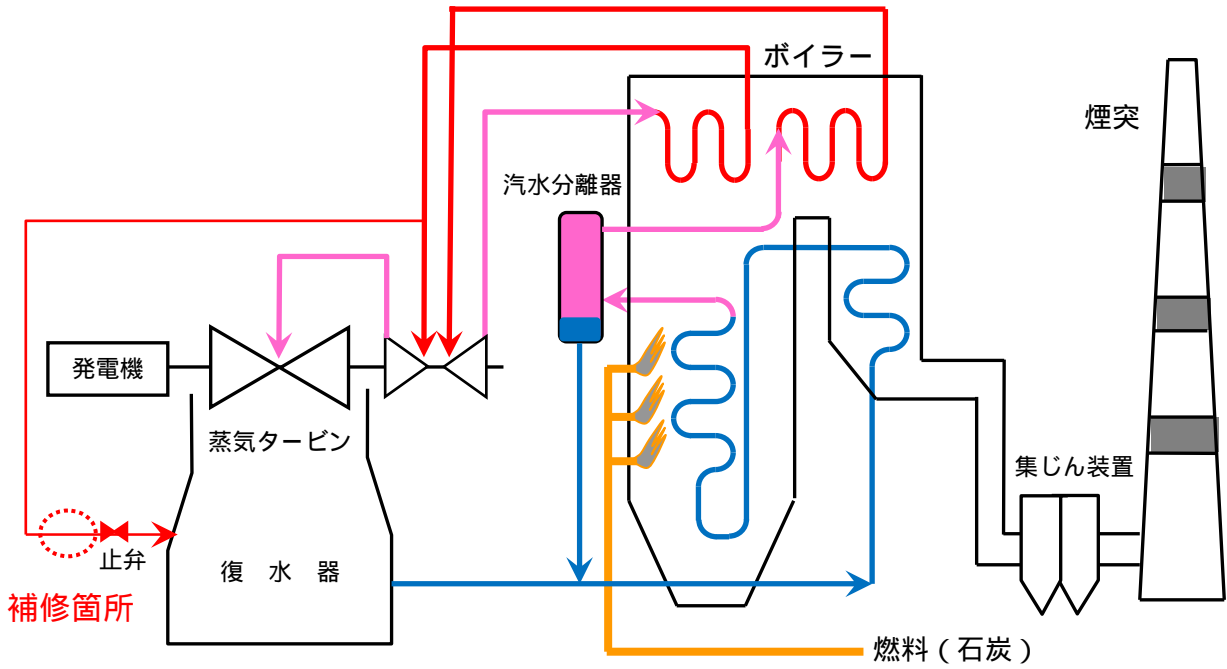 ボイラー
煙突
汽水分離器
発電機
蒸気タービン
集じん装置
止弁
復 水 器
補修箇所
燃料(石炭)